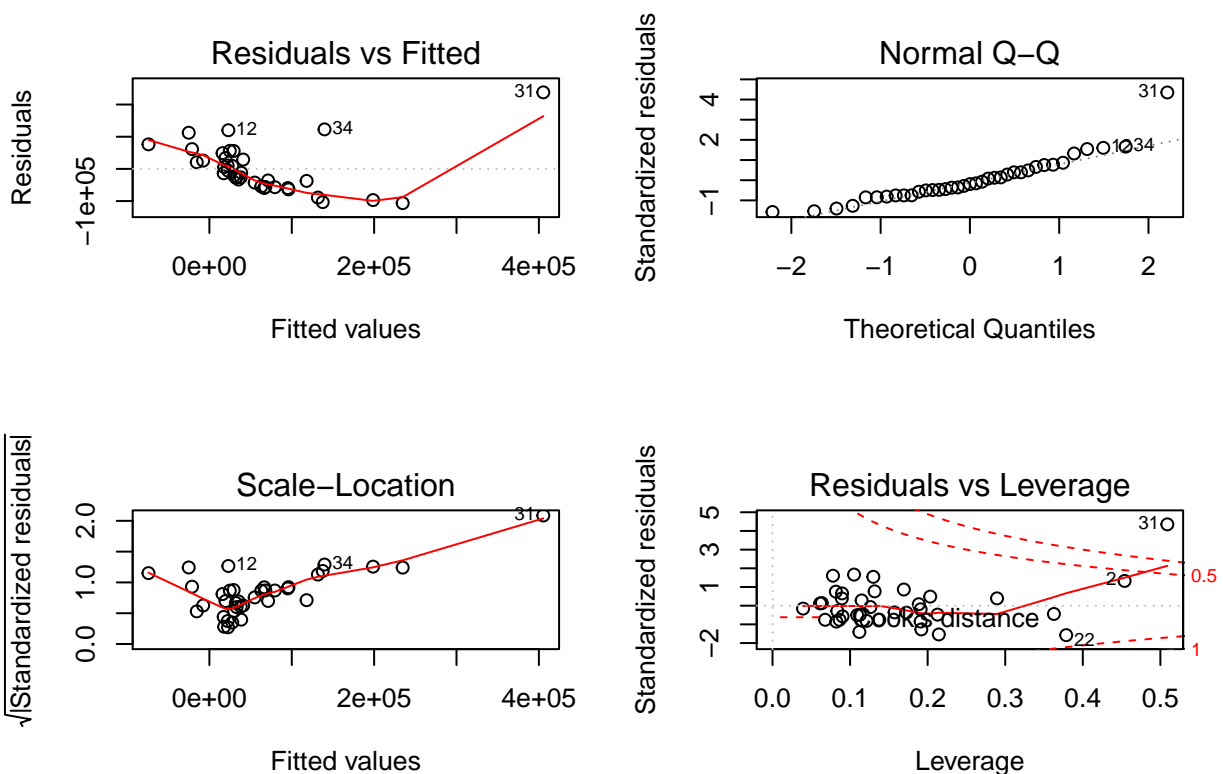 Residuals vs Fitted
Residuals
−1e+05
31
12
34
0e+00 2e+05 4e+05
Fitted values
Normal Q−Q
Standardized residuals
−1 2 4
31
34
−2 −1 0 1 2
Theoretical Quantiles
Scale−Location
√|Standardized residuals|
0.0 1.0 2.0
31
12
34
0e+00 2e+05 4e+05
Fitted values
Residuals vs Leverage
Standardized residuals
−2 1 3 5
31
2
22
distance
0.5
1
0.0 0.1 0.2 0.3 0.4 0.5
Leverage